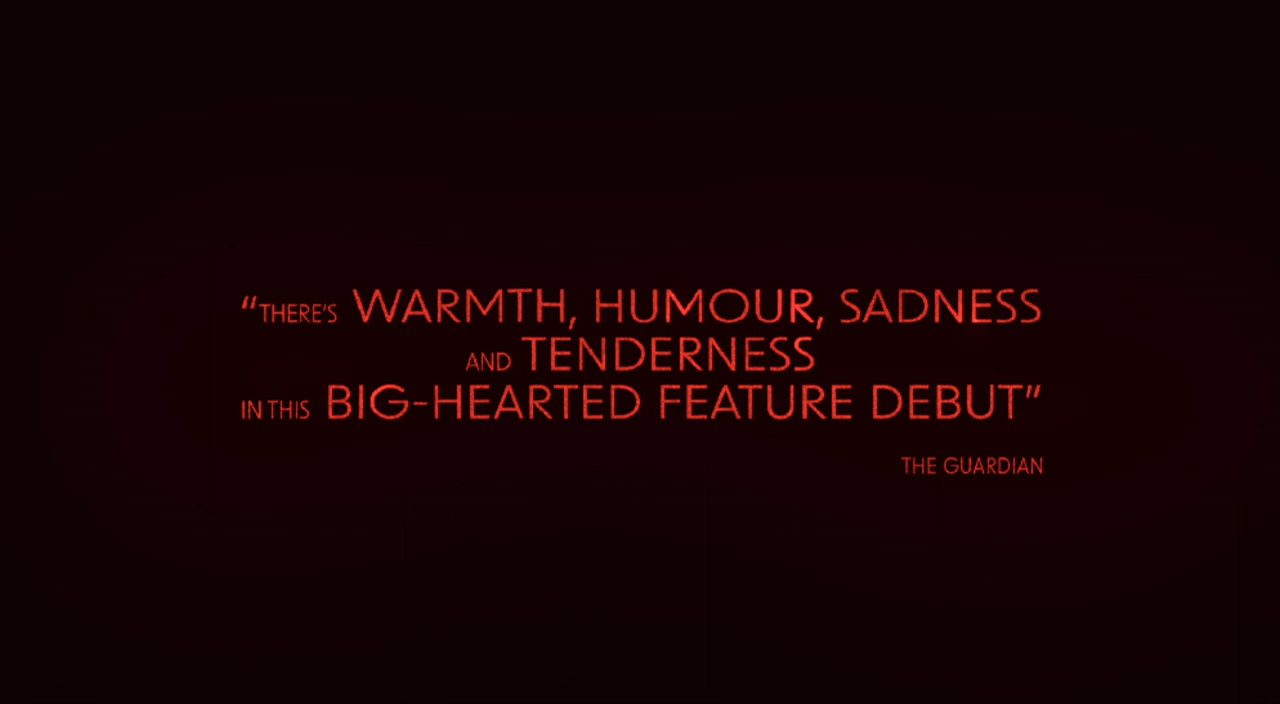 “THERE’S WARMTH, HUMOUR, SADNESS
AND TENDERNESS
IN THIS BIG-HEARTED FEATURE DEBUT”
THE GUARDIAN